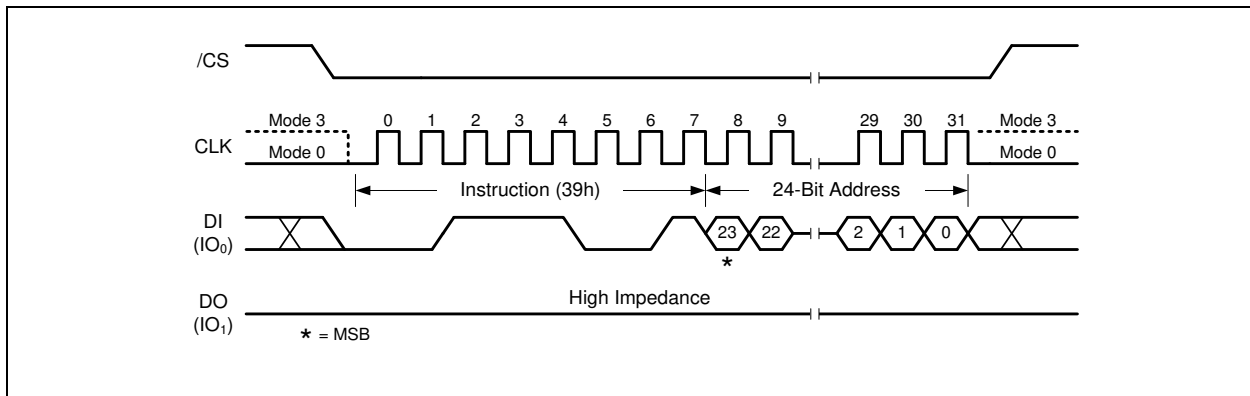 /CS
Mode 3 0 1 2 3 4 5 6 7 8 9 29 30 31 Mode 3
CLK
Mode 0 Mode 0
Instruction (39h) 24-Bit Address
DI
(IO₀)
23 22 2 1 0
*
DO
(IO₁)
High Impedance
* = MSB